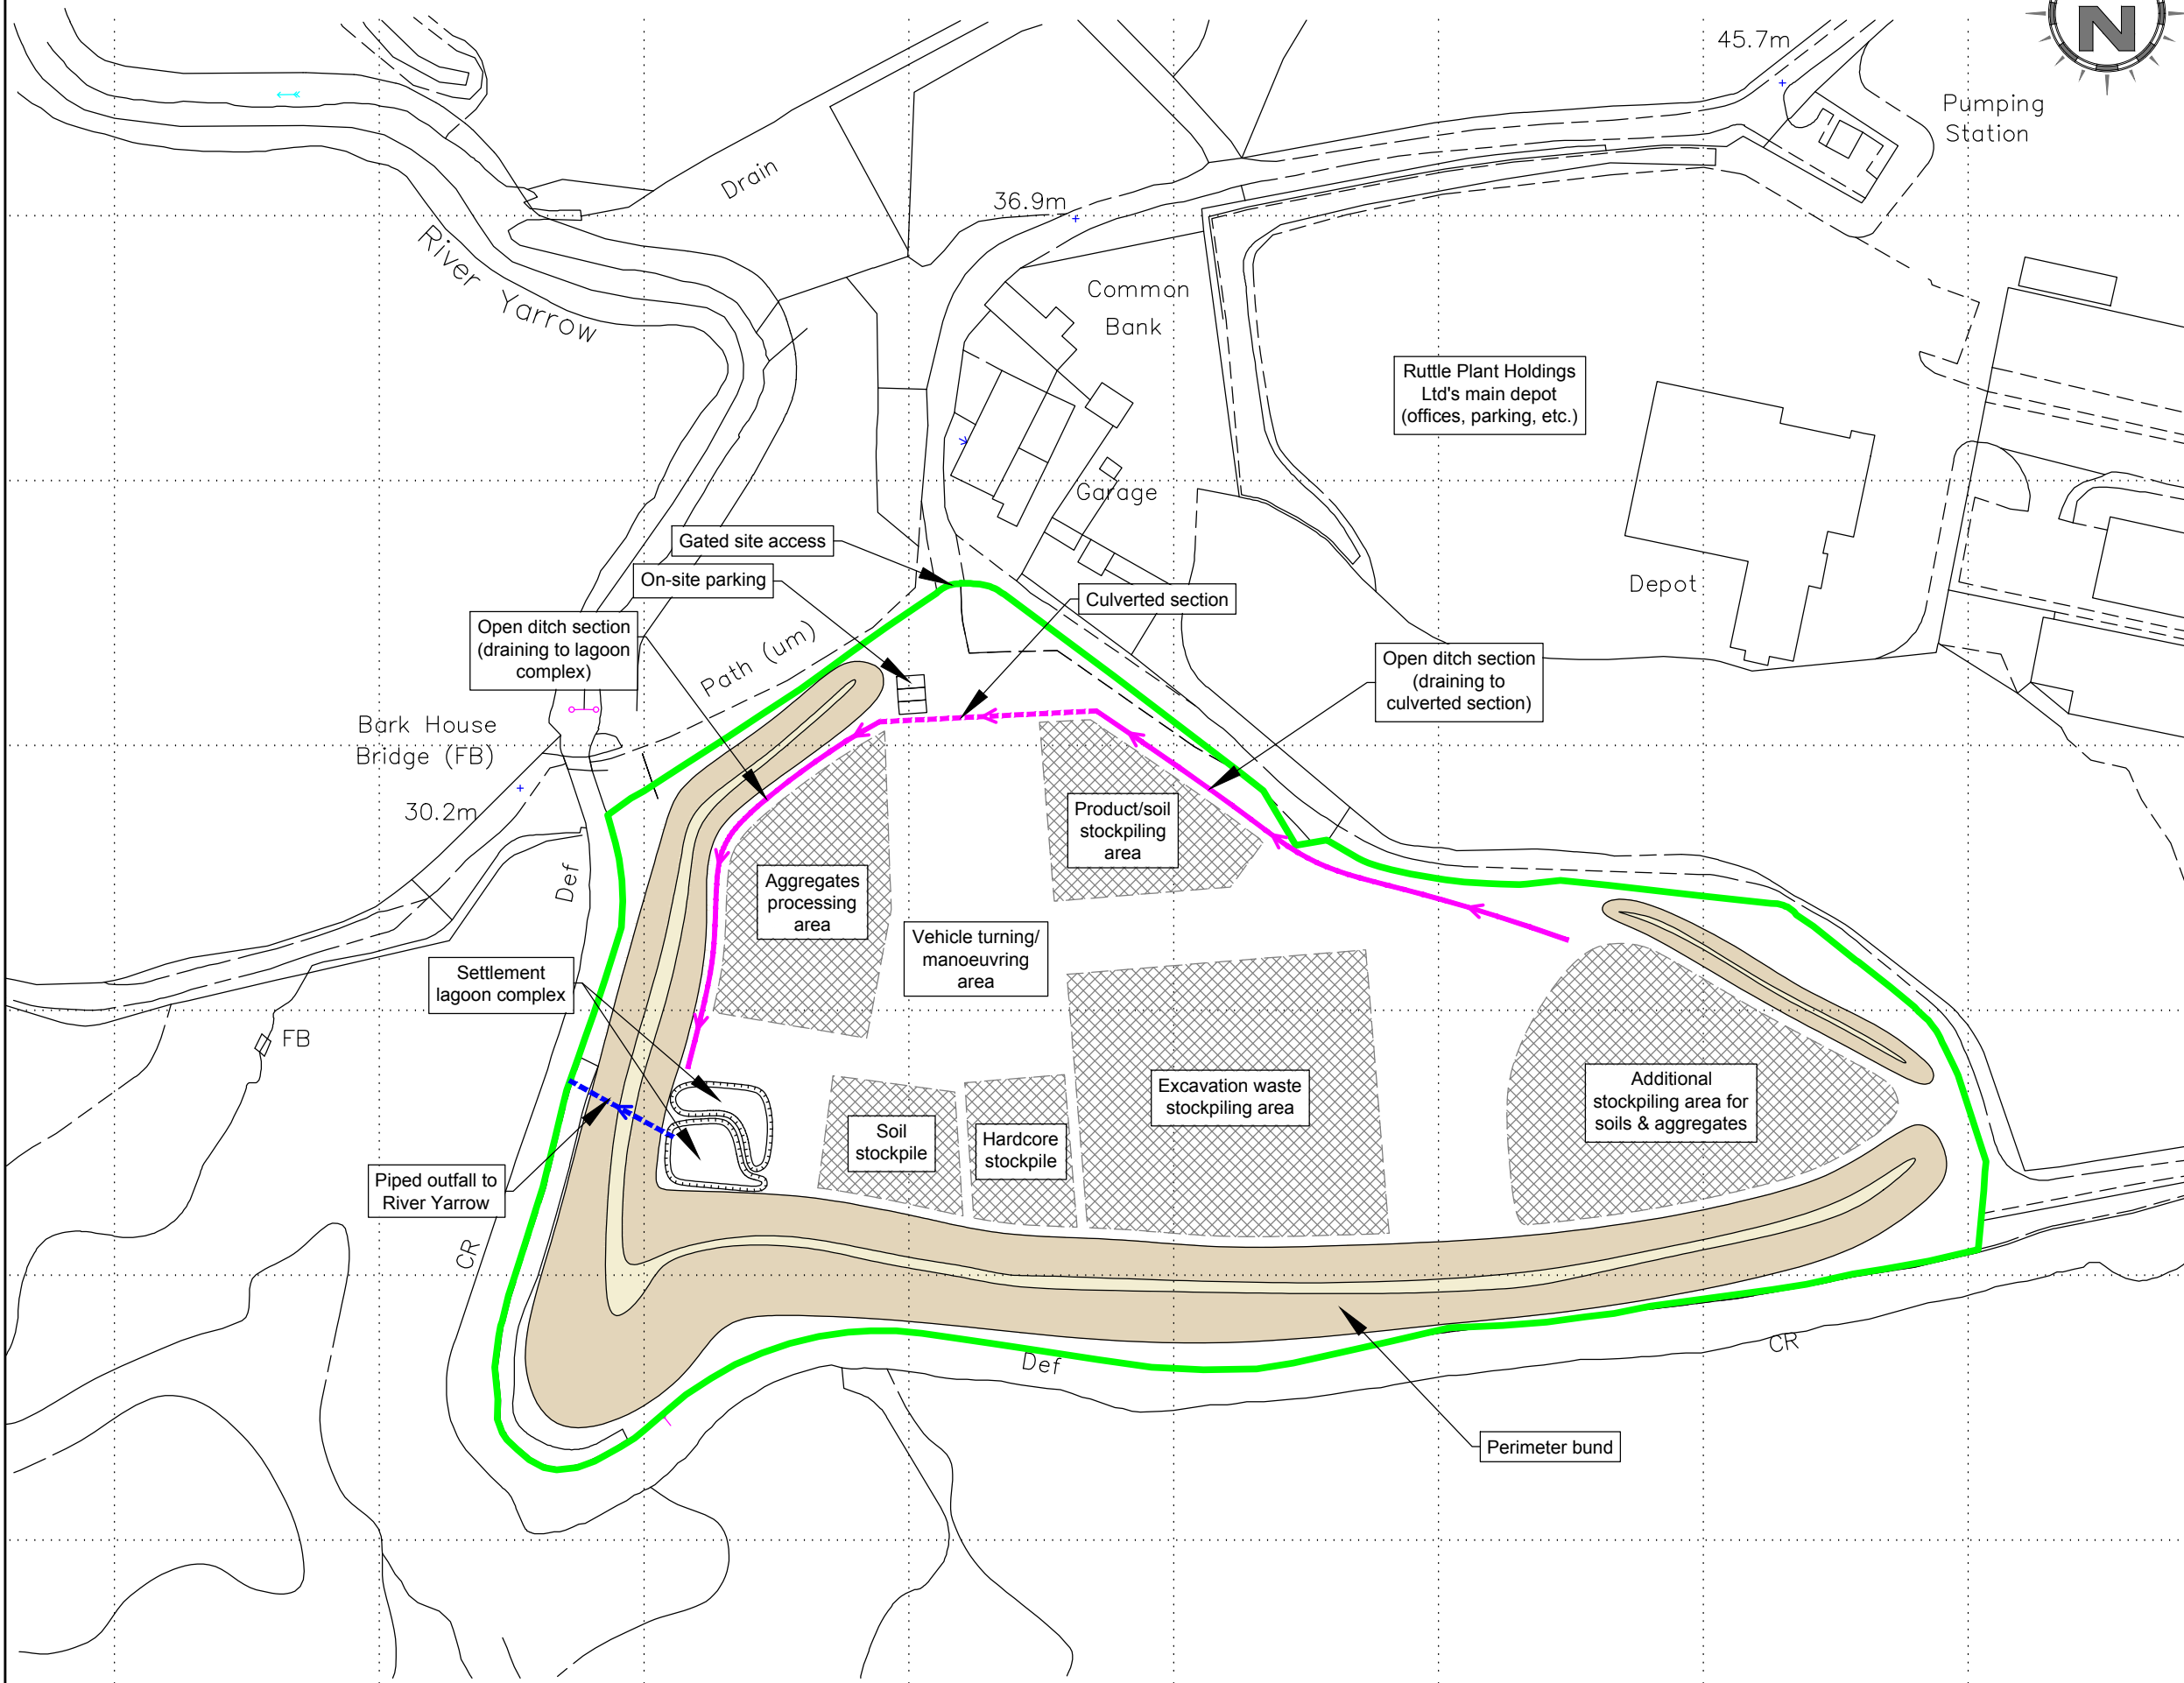 N
45.7m
Pumping
Station
Drain
36.9m
River Yarrow
Common
Bank
Ruttle Plant Holdings
Ltd's main depot
(offices, parking, etc.)
Garage
Gated site access
On-site parking
Depot
Culverted section
Open ditch section
(draining to lagoon
complex)
Path (um)
Open ditch section
(draining to
culverted section)
Bark House
Bridge (FB)
30.2m
Product/soil
stockpiling
area
Def
Aggregates
processing
area
Vehicle turning/
manoeuvring
area
Settlement
lagoon complex
FB
Excavation waste
stockpiling area
Additional
stockpiling area for
soils & aggregates
Soil
stockpile
Hardcore
stockpile
Piped outfall to
River Yarrow
CR
Def
CR
Perimeter bund